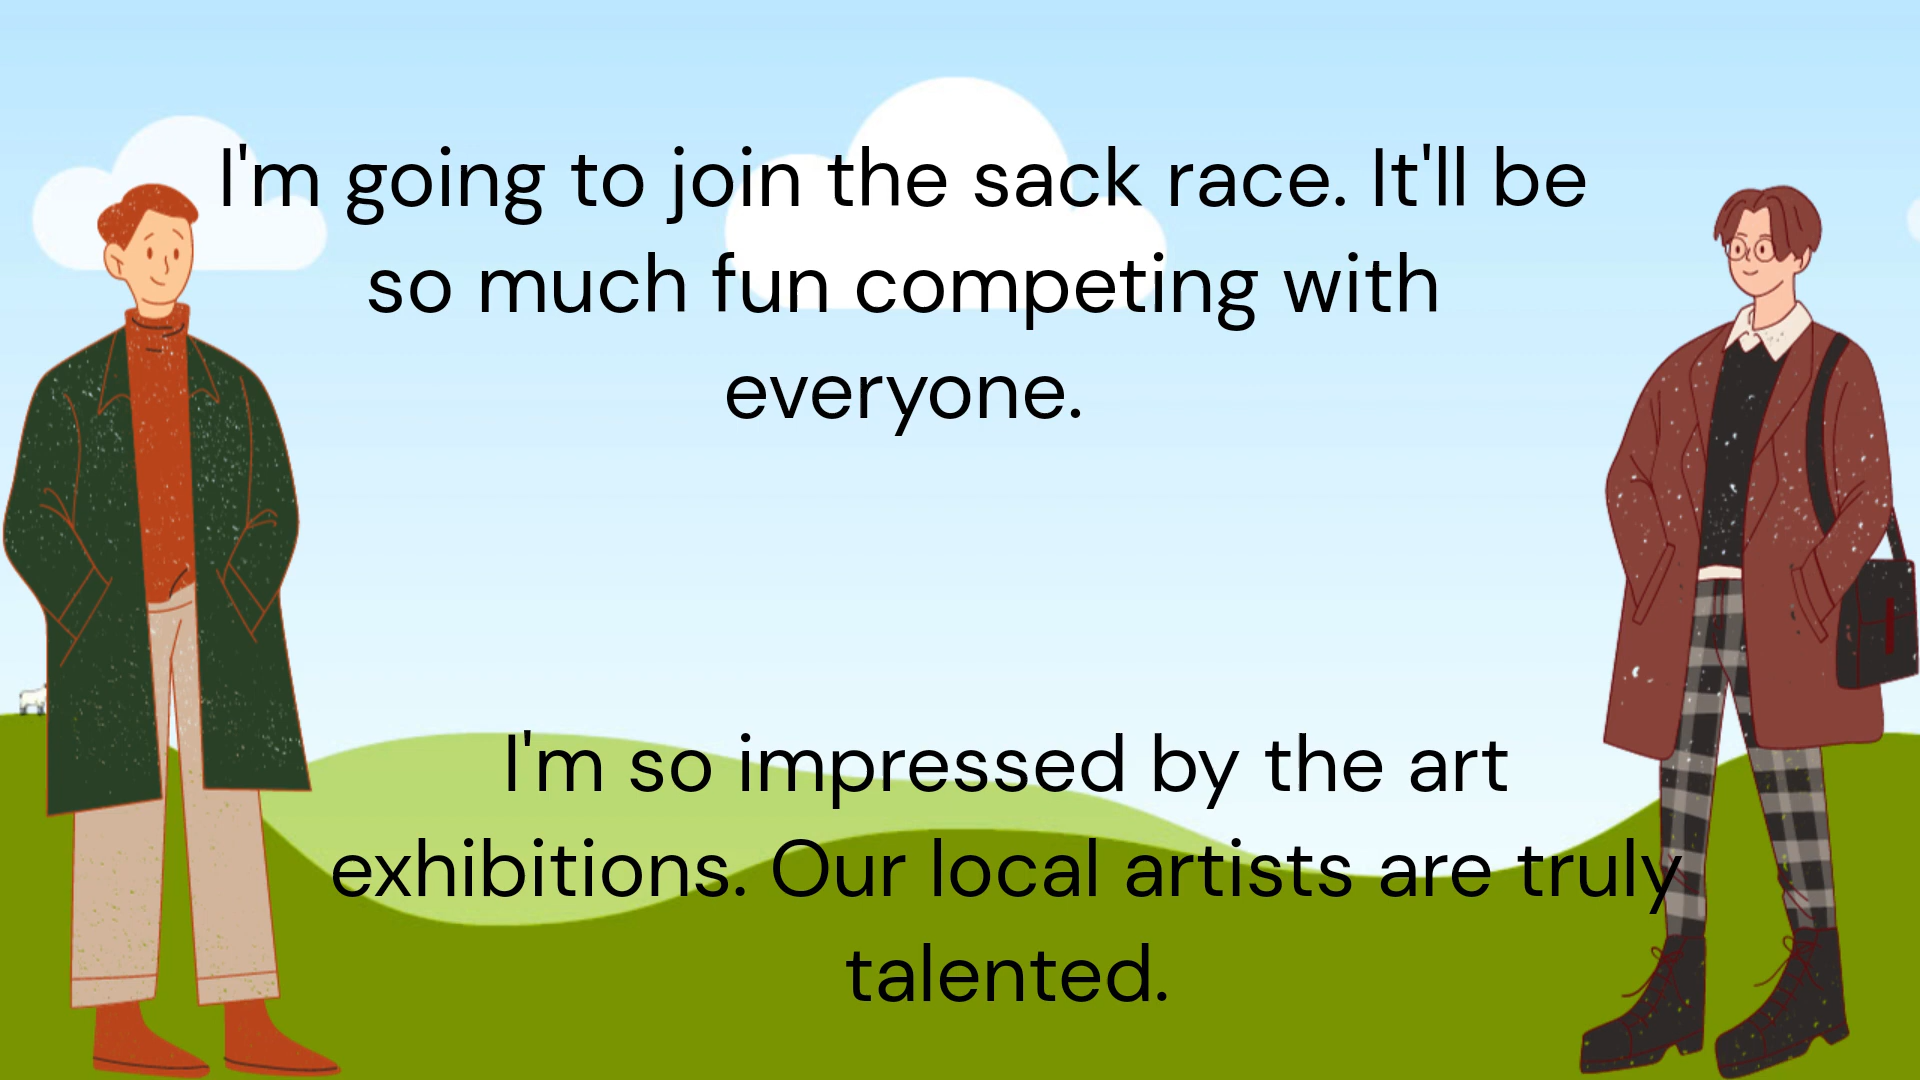 I'm going to join the sack race. It'll be
so much fun competing with
everyone.
I'm so impressed by the art
exhibitions. Our local artists are truly
talented.